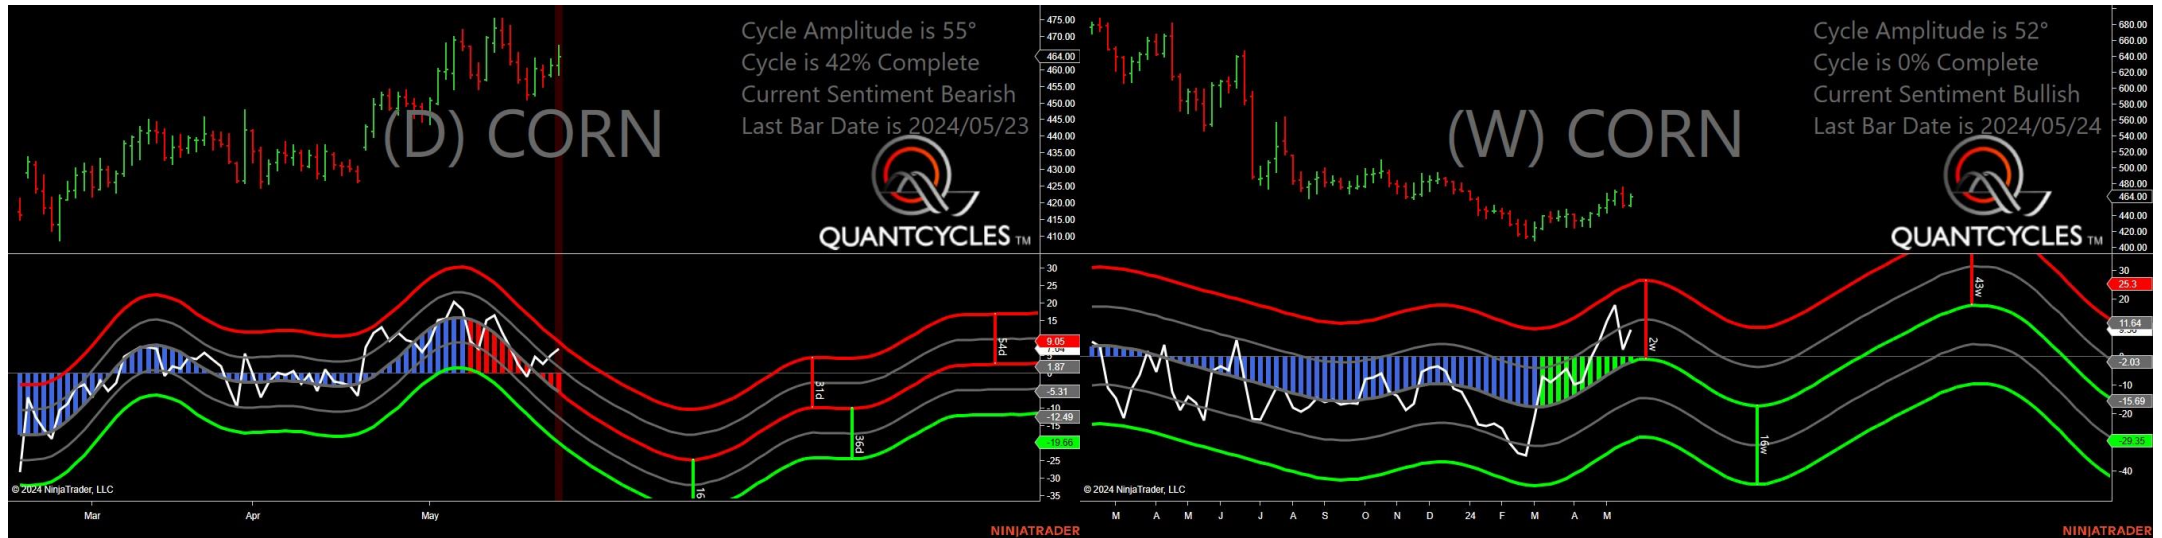 Cycle Amplitude is 55°
Cycle is 42% Complete
Current Sentiment Bearish
Last Bar Date is 2024/05/23
(D) CORN
QUANTCYCLES TM
475.00
470.00
464.00
460.00
455.00
450.00
445.00
440.00
435.00
430.00
425.00
420.00
415.00
410.00
30
25
20
15
9.05
1.87
-5.31
-10
-12.49
-15
-19.66
-25
-30
-35
31d
36d
54d
16
© 2024 NinjaTrader, LLC
Mar Apr May
NINJATRADER
Cycle Amplitude is 52°
Cycle is 0% Complete
Current Sentiment Bullish
Last Bar Date is 2024/05/24
(W) CORN
QUANTCYCLES TM
680.00
660.00
640.00
620.00
600.00
580.00
560.00
540.00
520.00
500.00
480.00
464.00
440.00
420.00
400.00
30
25.3
20
11.64
-2.03
-10
-15.69
-20
-29.35
-40
2w
16w
43w
© 2024 NinjaTrader, LLC
M A M J J A S O N D 24 F M A M
NINJATRADER